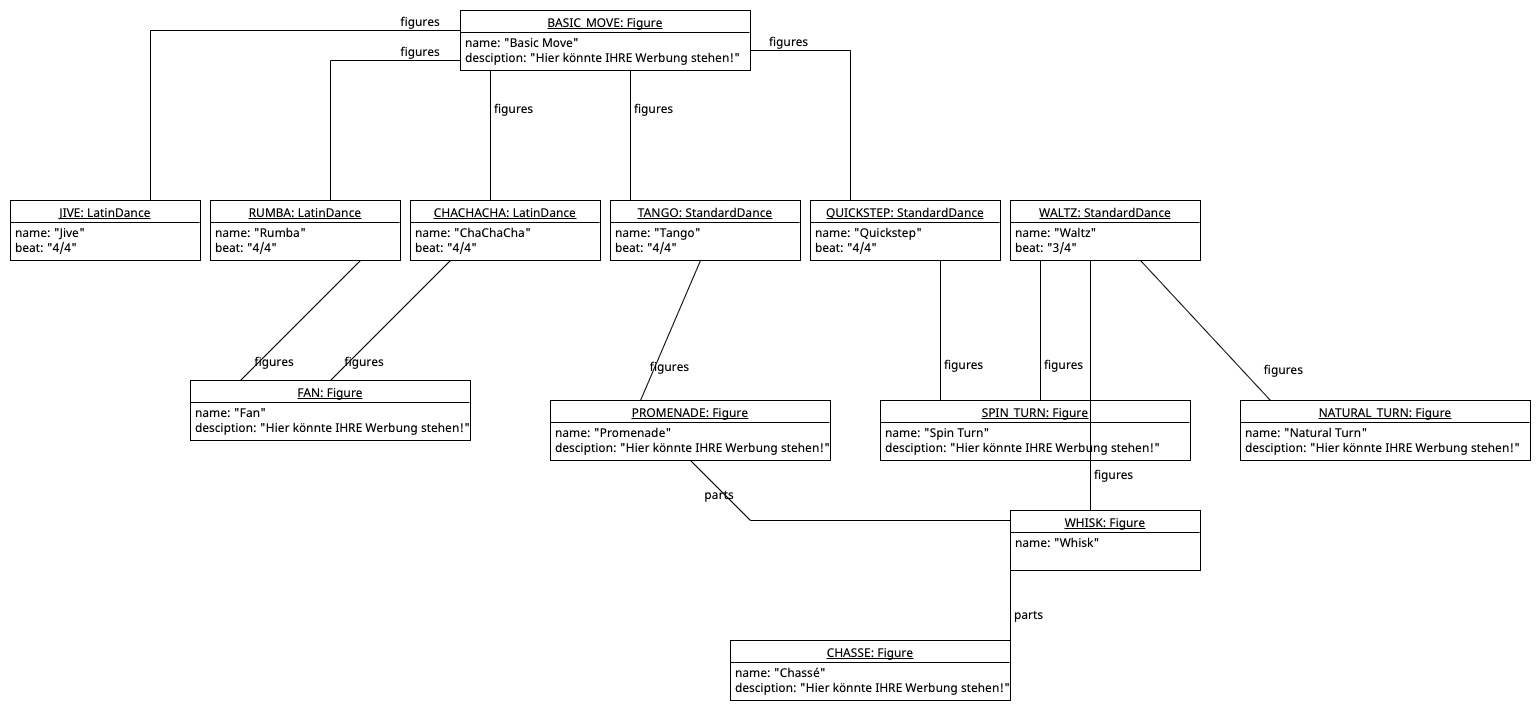 figures
BASIC_MOVE: Figure
name: "Basic Move"
desciption: "Hier könnte IHRE Werbung stehen!"
figures
figures
figures
figures
JIVE: LatinDance
name: "Jive"
beat: "4/4"
RUMBA: LatinDance
name: "Rumba"
beat: "4/4"
CHACHACHA: LatinDance
name: "ChaChaCha"
beat: "4/4"
TANGO: StandardDance
name: "Tango"
beat: "4/4"
QUICKSTEP: StandardDance
name: "Quickstep"
beat: "4/4"
WALTZ: StandardDance
name: "Waltz"
beat: "3/4"
figures
figures
figures
figures
figures
figures
FAN: Figure
name: "Fan"
desciption: "Hier könnte IHRE Werbung stehen!"
PROMENADE: Figure
name: "Promenade"
desciption: "Hier könnte IHRE Werbung stehen!"
SPIN_TURN: Figure
name: "Spin Turn"
desciption: "Hier könnte IHRE Werbung stehen!"
NATURAL_TURN: Figure
name: "Natural Turn"
desciption: "Hier könnte IHRE Werbung stehen!"
figures
parts
WHISK: Figure
name: "Whisk"
parts
CHASSE: Figure
name: "Chassé"
desciption: "Hier könnte IHRE Werbung stehen!"